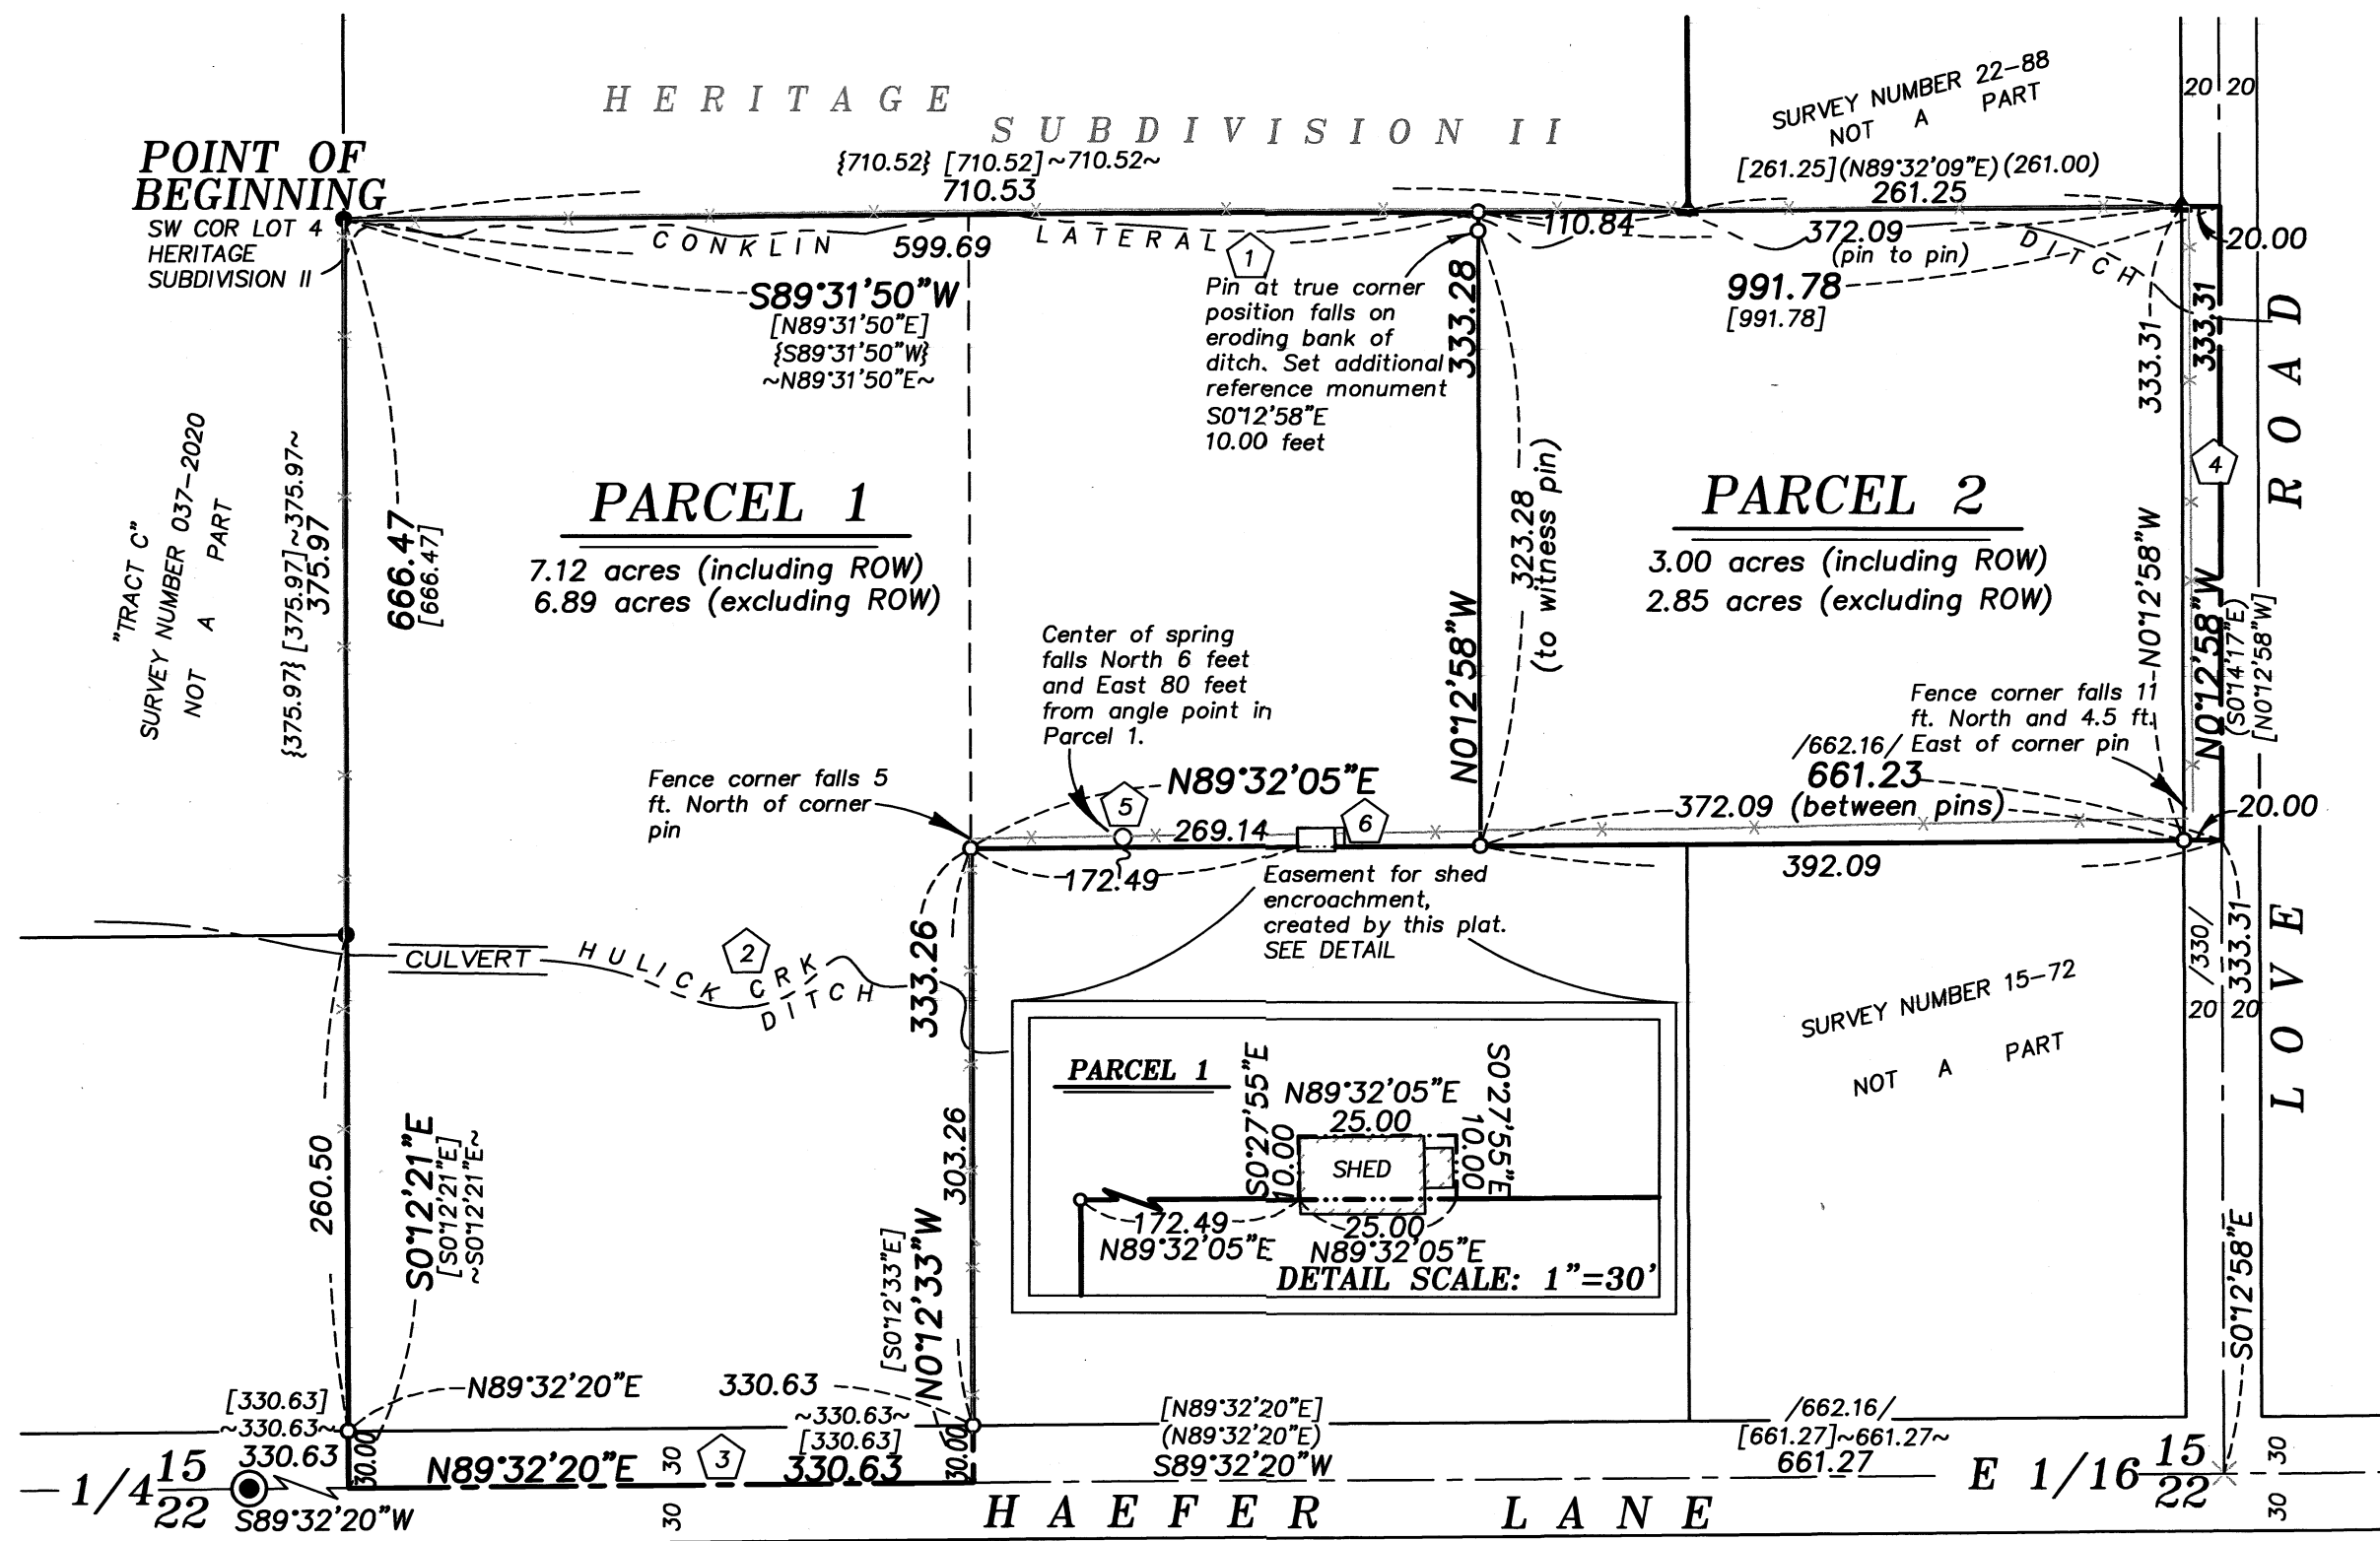 HERITAGE
SUBDIVISION II
SURVEY NUMBER 22-88
NOT A PART
20 20
POINT OF
BEGINNING
SW COR LOT 4
HERITAGE
SUBDIVISION II
{710.52} [710.52]~710.52~
710.53
[261.25](N89°32'09"E)(261.00)
261.25
CONKLIN
599.69
LATERAL
1
110.84
372.09
(pin to pin)
DITCH
20.00
S89°31'50"W
[N89°31'50"E]
{S89°31'50"W}
~N89°31'50"E~
Pin at true corner
position falls on
eroding bank of
ditch. Set additional
reference monument
S0°12'58"E
10.00 feet
333.28
991.78
[991.78]
333.31
333.31
LOVE ROAD
4
"TRACT C"
SURVEY NUMBER 037-2020
NOT A PART
{375.97} [375.97]~375.97~
375.97
666.47
[666.47]
PARCEL 1
7.12 acres (including ROW)
6.89 acres (excluding ROW)
323.28
(to witness pin)
N0°12'58"W
PARCEL 2
3.00 acres (including ROW)
2.85 acres (excluding ROW)
N0°12'58"W
N0°12'58"W
(S0°14'17"E)
[N0°12'58"W]
Center of spring
falls North 6 feet
and East 80 feet
from angle point in
Parcel 1.
Fence corner falls 11
ft. North and 4.5 ft.
East of corner pin
/662.16/
661.23
372.09 (between pins)
20.00
392.09
Fence corner falls 5
ft. North of corner
pin
N89°32'05"E
5
269.14
6
172.49
Easement for shed
encroachment,
created by this plat.
SEE DETAIL
CULVERT
HULICK CRK
DITCH
2
333.26
/330/
333.31
20 20
SURVEY NUMBER 15-72
NOT A PART
PARCEL 1
S0°27'55"E
10.00
N89°32'05"E
25.00
S0°27'55"E
10.00
SHED
172.49
N89°32'05"E
25.00
N89°32'05"E
DETAIL SCALE: 1"=30'
260.50
S0°12'21"E
[S0°12'21"E]
~S0°12'21"E~
303.26
[S0°12'33"E]
N0°12'33"W
S0°12'58"E
[330.63]
~330.63~
330.63
N89°32'20"E
330.63
~330.63~
[330.63]
30.00
30.00
N89°32'20"E
30
3
330.63
30
[N89°32'20"E]
(N89°32'20"E)
S89°32'20"W
/662.16/
[661.27]~661.27~
661.27
1/4 15
22
S89°32'20"W
HAEFER LANE
E 1/16 15
22
30
30